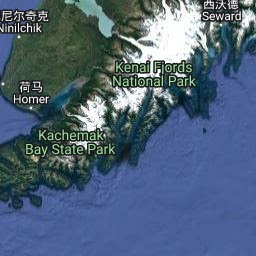 尼尔奇克
Ninilchik
西沃德
Seward
Kenai Fjords
National Park
荷马
Homer
Kachemak
Bay State Park